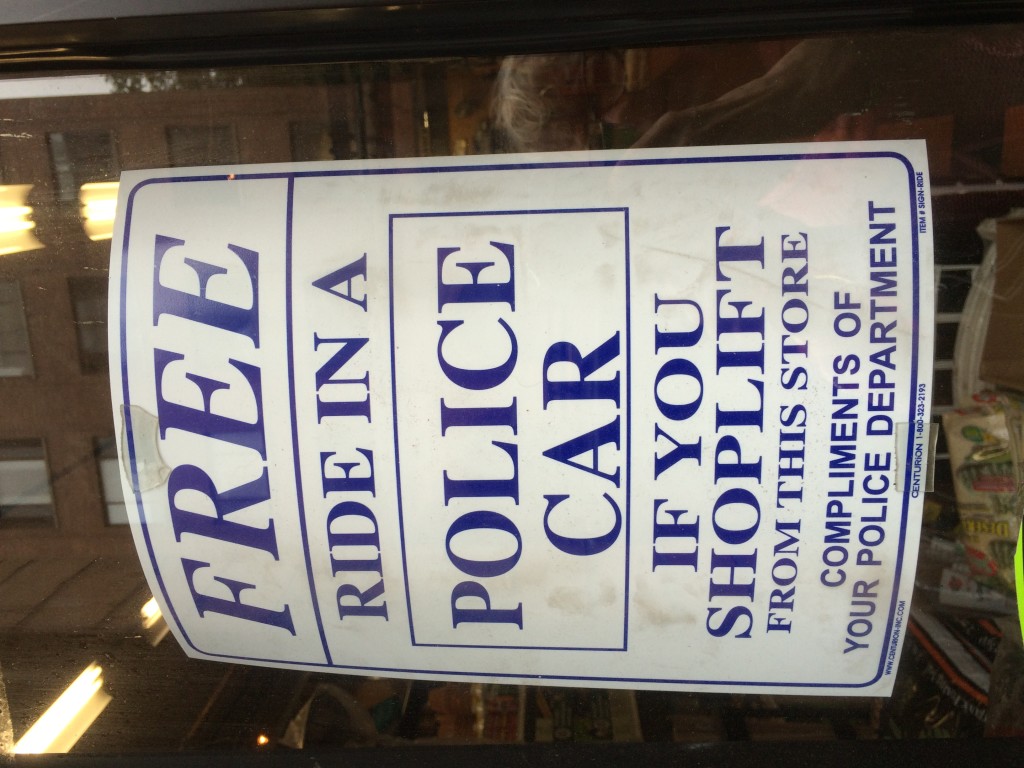 FREE
RIDE IN A
POLICE
CAR
IF YOU
SHOPLIFT
FROM THIS STORE
COMPLIMENTS OF
YOUR POLICE DEPARTMENT
WWW.CENTURION-INC.COM
CENTURION 1-800-323-2193
ITEM # SIGN-RIDE